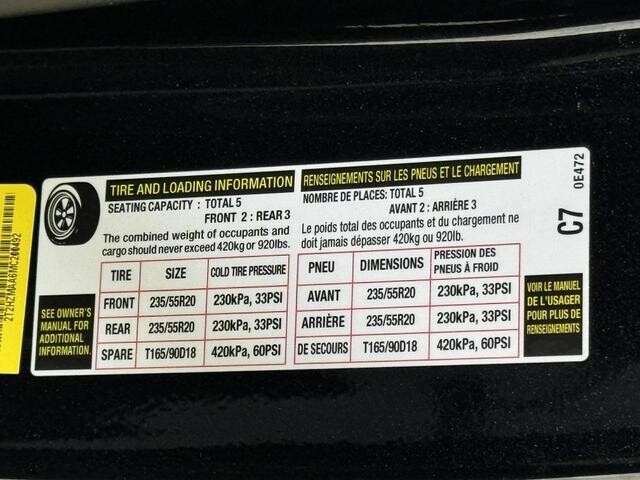 TIRE AND LOADING INFORMATION
SEATING CAPACITY : TOTAL 5
FRONT 2 : REAR 3
The combined weight of occupants and
cargo should never exceed 420kg or 920lbs.
TIRE SIZE COLD TIRE PRESSURE
FRONT 235/55R20 230kPa, 33PSI
REAR 235/55R20 230kPa, 33PSI
SPARE T165/90D18 420kPa, 60PSI
SEE OWNER'S
MANUAL FOR
ADDITIONAL
INFORMATION.
RENSEIGNEMENTS SUR LES PNEUS ET LE CHARGEMENT
NOMBRE DE PLACES: TOTAL 5
AVANT 2 : ARRIÈRE 3
Le poids total des occupants et du chargement ne
doit jamais dépasser 420kg ou 920lb.
PNEU DIMENSIONS PRESSION DES
PNEUS À FROID
AVANT 235/55R20 230kPa, 33PSI
ARRIÈRE 235/55R20 230kPa, 33PSI
DE SECOURS T165/90D18 420kPa, 60PSI
VOIR LE MANUEL
DE L'USAGER
POUR PLUS DE
RENSEIGNEMENTS
C7
0E472